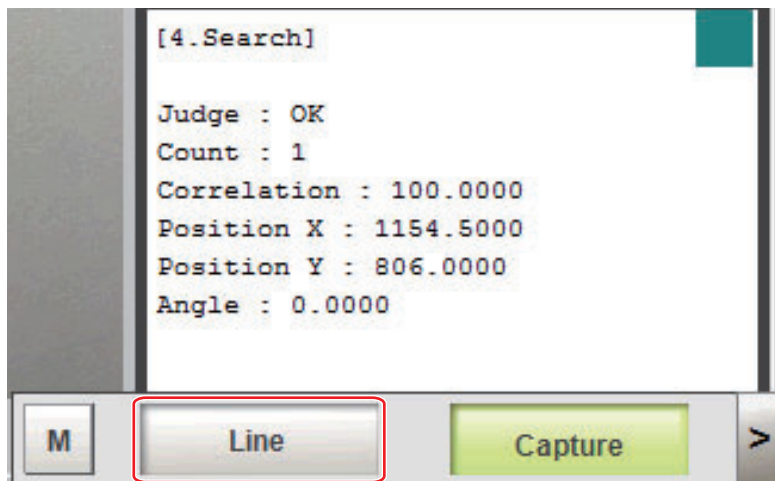 [4.Search]
Judge : OK
Count : 1
Correlation : 100.0000
Position X : 1154.5000
Position Y : 806.0000
Angle : 0.0000
M Line Capture >